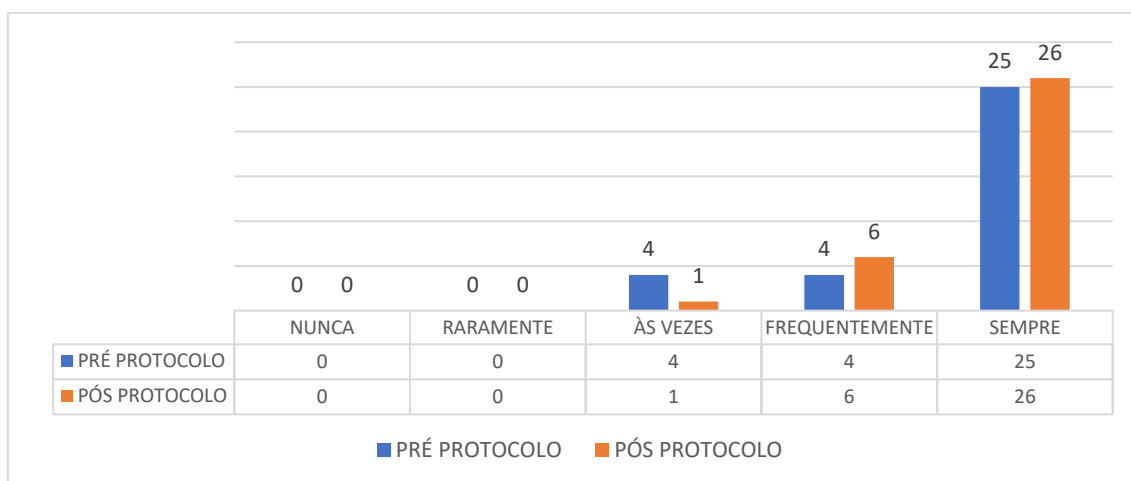 25 26
4 1 4 6
0 0 0 0
NUNCA RARAMENTE ÀS VEZES FREQUENTEMENTE SEMPRE
PRÉ PROTOCOLO 0 0 4 4 25
PÓS PROTOCOLO 0 0 1 6 26
PRÉ PROTOCOLO PÓS PROTOCOLO